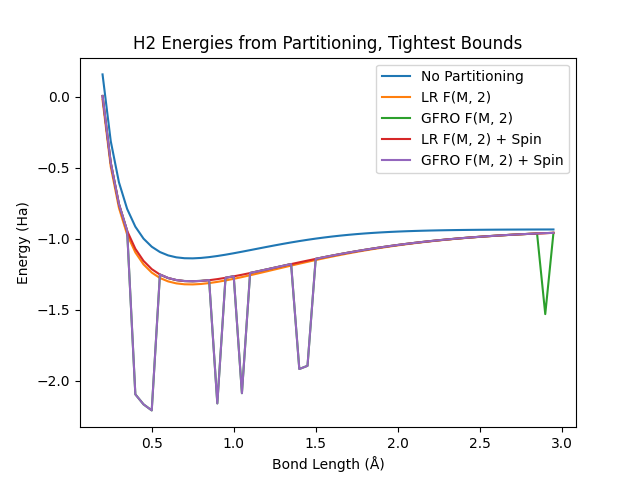 H2 Energies from Partitioning, Tightest Bounds
No Partitioning
LR F(M, 2)
GFRO F(M, 2)
LR F(M, 2) + Spin
GFRO F(M, 2) + Spin
Energy (Ha)
0.0
−0.5
−1.0
−1.5
−2.0
0.5 1.0 1.5 2.0 2.5 3.0
Bond Length (Å)